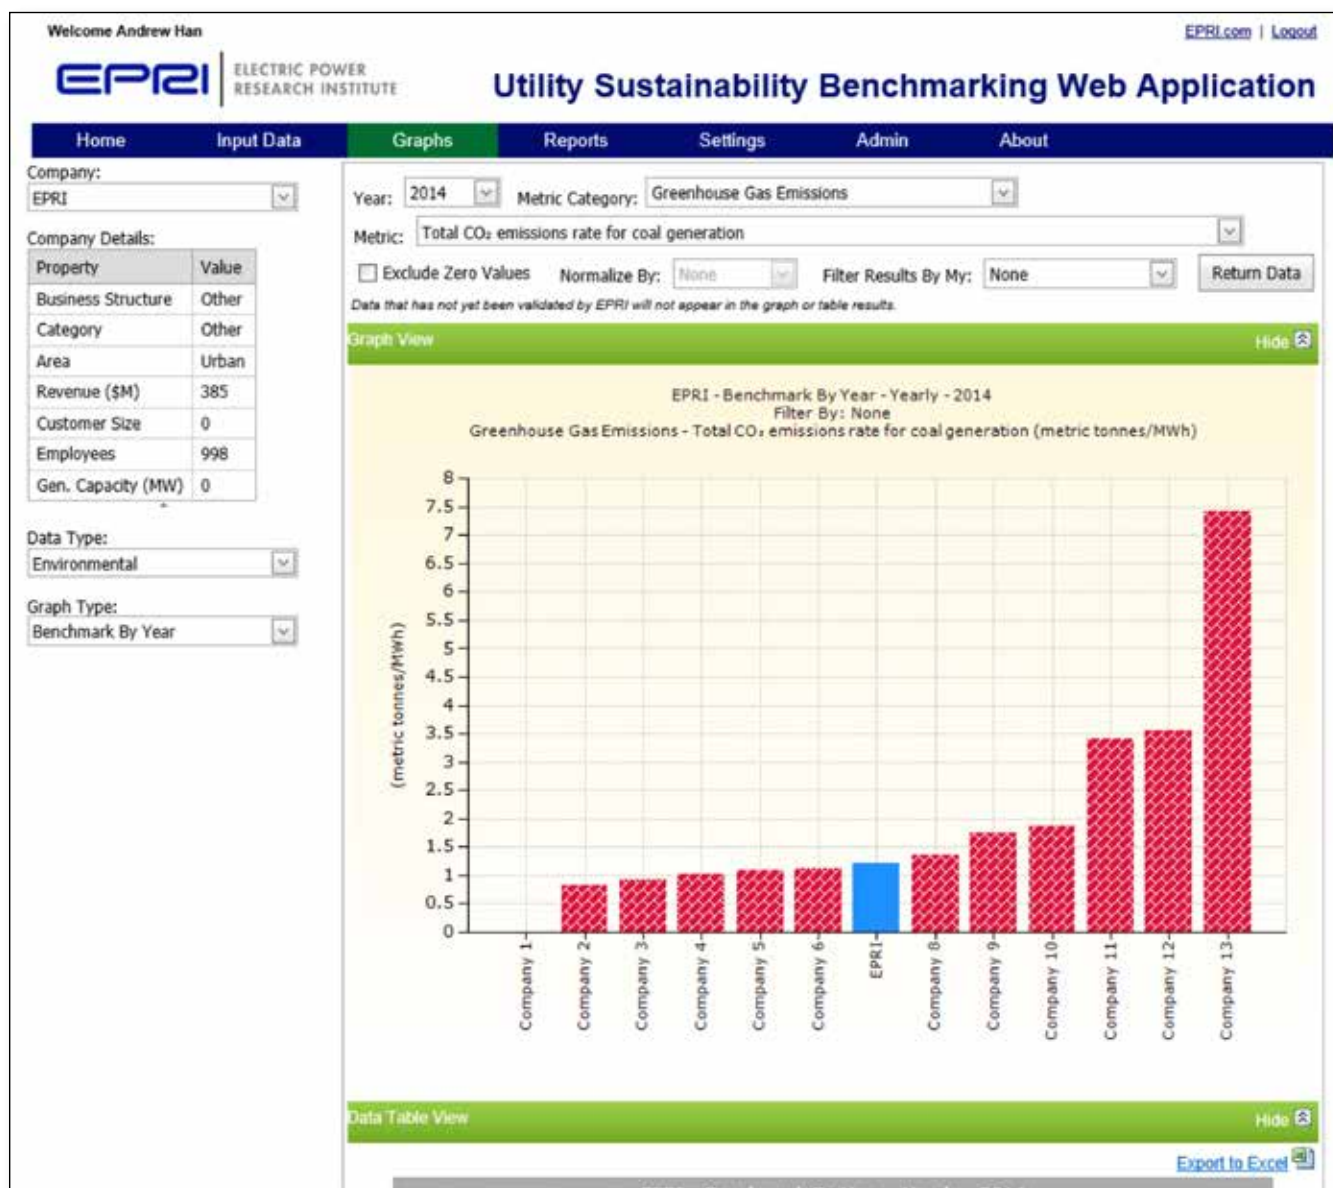 Welcome Andrew Han
EPRI.com | Logout
EPRI ELECTRIC POWER
RESEARCH INSTITUTE
Utility Sustainability Benchmarking Web Application
Home Input Data Graphs Reports Settings Admin About
Company:
EPRI
Company Details:
Property Value
Business Structure Other
Category Other
Area Urban
Revenue ($M) 385
Customer Size 0
Employees 998
Gen. Capacity (MW) 0
Data Type:
Environmental
Graph Type:
Benchmark By Year
Year: 2014 Metric Category: Greenhouse Gas Emissions
Metric: Total CO₂ emissions rate for coal generation
Exclude Zero Values Normalize By: None Filter Results By My: None Return Data
Data that has not yet been validated by EPRI will not appear in the graph or table results.
Graph View Hide
EPRI - Benchmark By Year - Yearly - 2014
Filter By: None
Greenhouse Gas Emissions - Total CO₂ emissions rate for coal generation (metric tonnes/MWh)
(metric tonnes/MWh)
8
7.5
7
6.5
6
5.5
5
4.5
4
3.5
3
2.5
2
1.5
1
0.5
0
Company 1
Company 2
Company 3
Company 4
Company 5
Company 6
EPRI
Company 8
Company 9
Company 10
Company 11
Company 12
Company 13
Data Table View Hide
Export to Excel